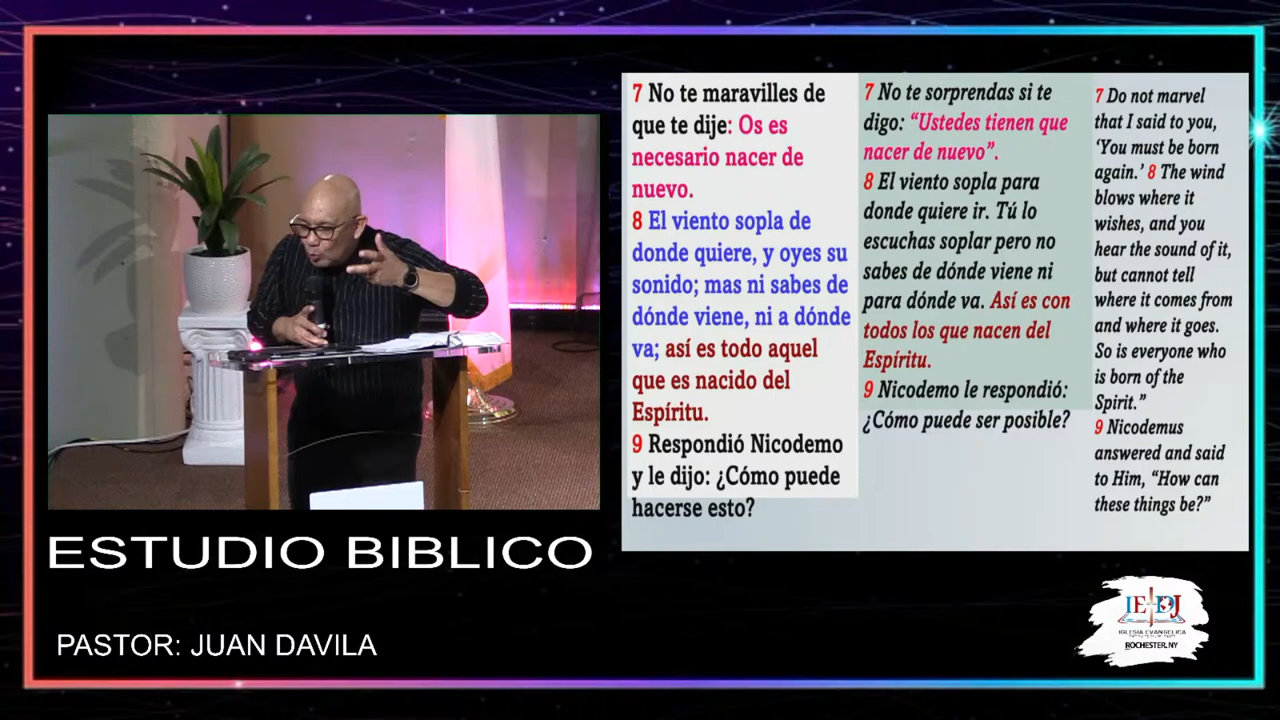 7 No te maravilles de
que te dije: Os es
necesario nacer de
nuevo.
8 El viento sopla de
donde quiere, y oyes su
sonido; mas ni sabes de
dónde viene, ni a dónde
va; así es todo aquel
que es nacido del
Espíritu.
9 Respondió Nicodemo
y le dijo: ¿Cómo puede
hacerse esto?
7 No te sorprendas si te
digo: “Ustedes tienen que
nacer de nuevo”.
8 El viento sopla para
donde quiere ir. Tú lo
escuchas soplar pero no
sabes de dónde viene ni
para dónde va. Así es con
todos los que nacen del
Espíritu.
9 Nicodemo le respondió:
¿Cómo puede ser posible?
7 Do not marvel
that I said to you,
‘You must be born
again.’ 8 The wind
blows where it
wishes, and you
hear the sound of it,
but cannot tell
where it comes from
and where it goes.
So is everyone who
is born of the
Spirit.”
9 Nicodemus
answered and said
to Him, “How can
these things be?”
ESTUDIO BIBLICO
PASTOR: JUAN DAVILA
IGLESIA EVANGELICA
ROCHESTER, NY